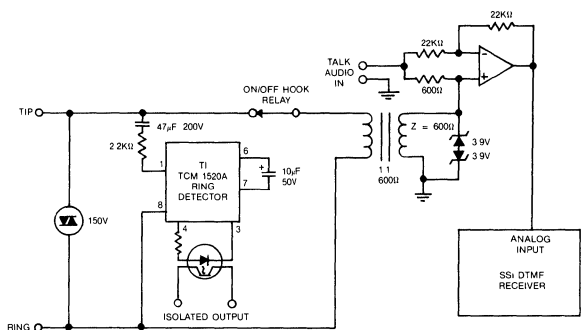 22KΩ
22KΩ
TALK
AUDIO
IN
600Ω
−
+
ON/OFF HOOK
RELAY
TIP
47µF 200V
2 2KΩ
Z = 600Ω
3 9V
3 9V
1 1
600Ω
1
TI
TCM 1520A
RING
DETECTOR
6
7
8
4
3
+
10µF
50V
150V
ISOLATED OUTPUT
RING
ANALOG
INPUT
SSi DTMF
RECEIVER